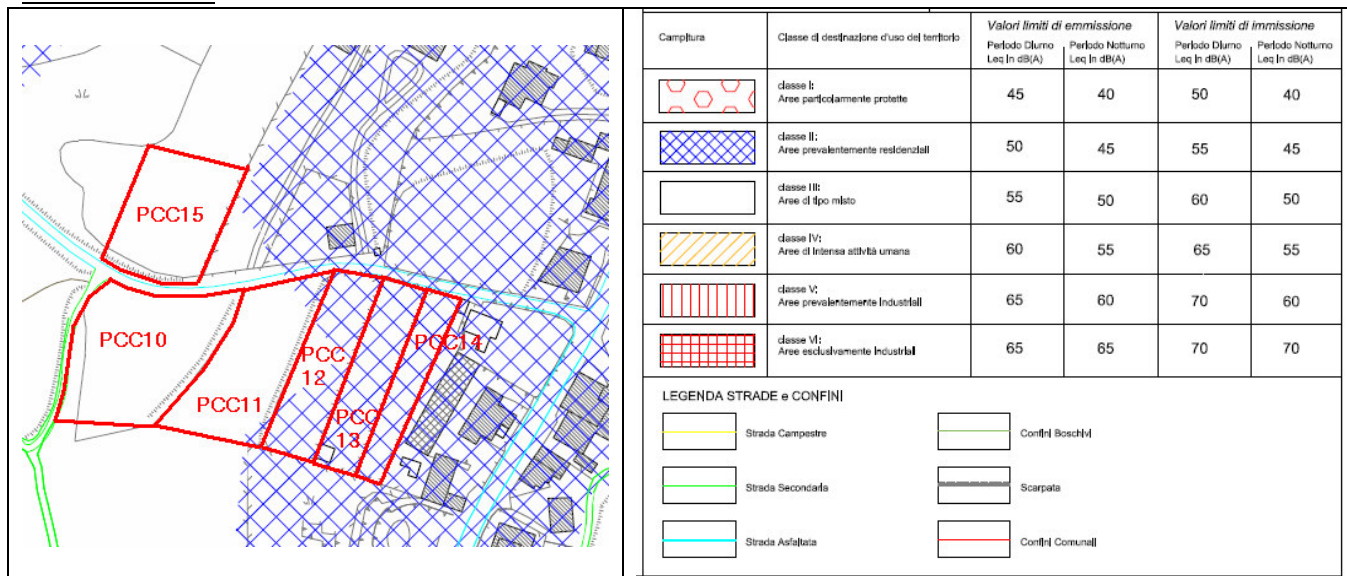 PCC15
PCC10
PCC11
PCC
12
PCC
13
PCC14
Campitura
Classe di destinazione d'uso del territorio
Valori limiti di emmissione
Valori limiti di immissione
Periodo Diurno
Leq in dB(A)
Periodo Notturno
Leq in dB(A)
Periodo Diurno
Leq in dB(A)
Periodo Notturno
Leq in dB(A)
classe I:
Aree particolarmente protette
45
40
50
40
classe II:
Aree prevalentemente residenziali
50
45
55
45
classe III:
Aree di tipo misto
55
50
60
50
classe IV:
Aree di intensa attività umana
60
55
65
55
classe V:
Aree prevalentemente industriali
65
60
70
60
classe VI:
Aree esclusivamente industriali
65
65
70
70
LEGENDA STRADE e CONFINI
Strada Campestre
Confini Boschivi
Strada Secondaria
Scarpata
Strada Asfaltata
Confini Comunali